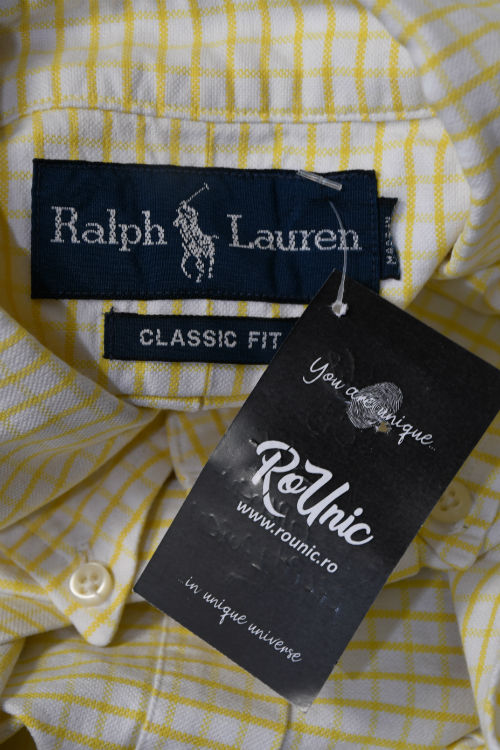 Ralph Lauren
CLASSIC FIT
You are unique...
RoUnic
www.rounic.ro
...in unique universe